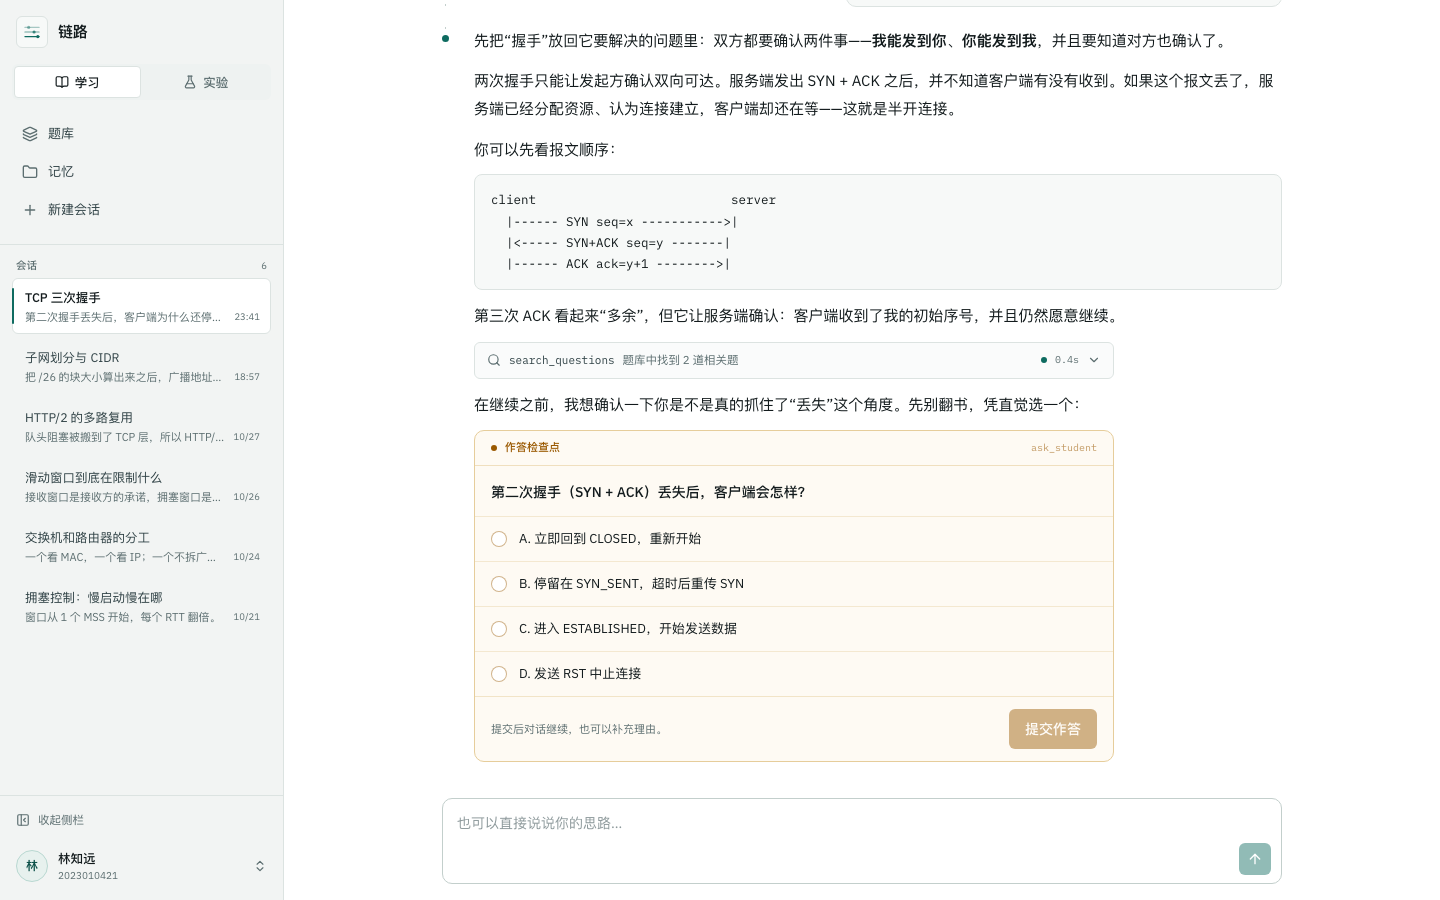 链路
学习
实验
题库
记忆
新建会话
会话
6
TCP 三次握手
第二次握手丢失后，客户端为什么还停...
23:41
子网划分与 CIDR
把 /26 的块大小算出来之后，广播地址...
18:57
HTTP/2 的多路复用
队头阻塞被搬到了 TCP 层，所以 HTTP/...
10/27
滑动窗口到底在限制什么
接收窗口是接收方的承诺，拥塞窗口是...
10/26
交换机和路由器的分工
一个看 MAC，一个看 IP；一个不拆广...
10/24
拥塞控制：慢启动慢在哪
窗口从 1 个 MSS 开始，每个 RTT 翻倍。
10/21
收起侧栏
林
林知远
2023010421
先把“握手”放回它要解决的问题里：双方都要确认两件事——我能发到你、你能发到我，并且要知道对方也确认了。
两次握手只能让发起方确认双向可达。服务端发出 SYN + ACK 之后，并不知道客户端有没有收到。如果这个报文丢了，服
务端已经分配资源、认为连接建立，客户端却还在等——这就是半开连接。
你可以先看报文顺序：
client                          server
  |------ SYN seq=x ----------->|
  |<----- SYN+ACK seq=y -------|
  |------ ACK ack=y+1 -------->|
第三次 ACK 看起来“多余”，但它让服务端确认：客户端收到了我的初始序号，并且仍然愿意继续。
search_questions 题库中找到 2 道相关题
0.4s
在继续之前，我想确认一下你是不是真的抓住了“丢失”这个角度。先别翻书，凭直觉选一个：
作答检查点
ask_student
第二次握手（SYN + ACK）丢失后，客户端会怎样？
A. 立即回到 CLOSED，重新开始
B. 停留在 SYN_SENT，超时后重传 SYN
C. 进入 ESTABLISHED，开始发送数据
D. 发送 RST 中止连接
提交后对话继续，也可以补充理由。
提交作答
也可以直接说说你的思路...